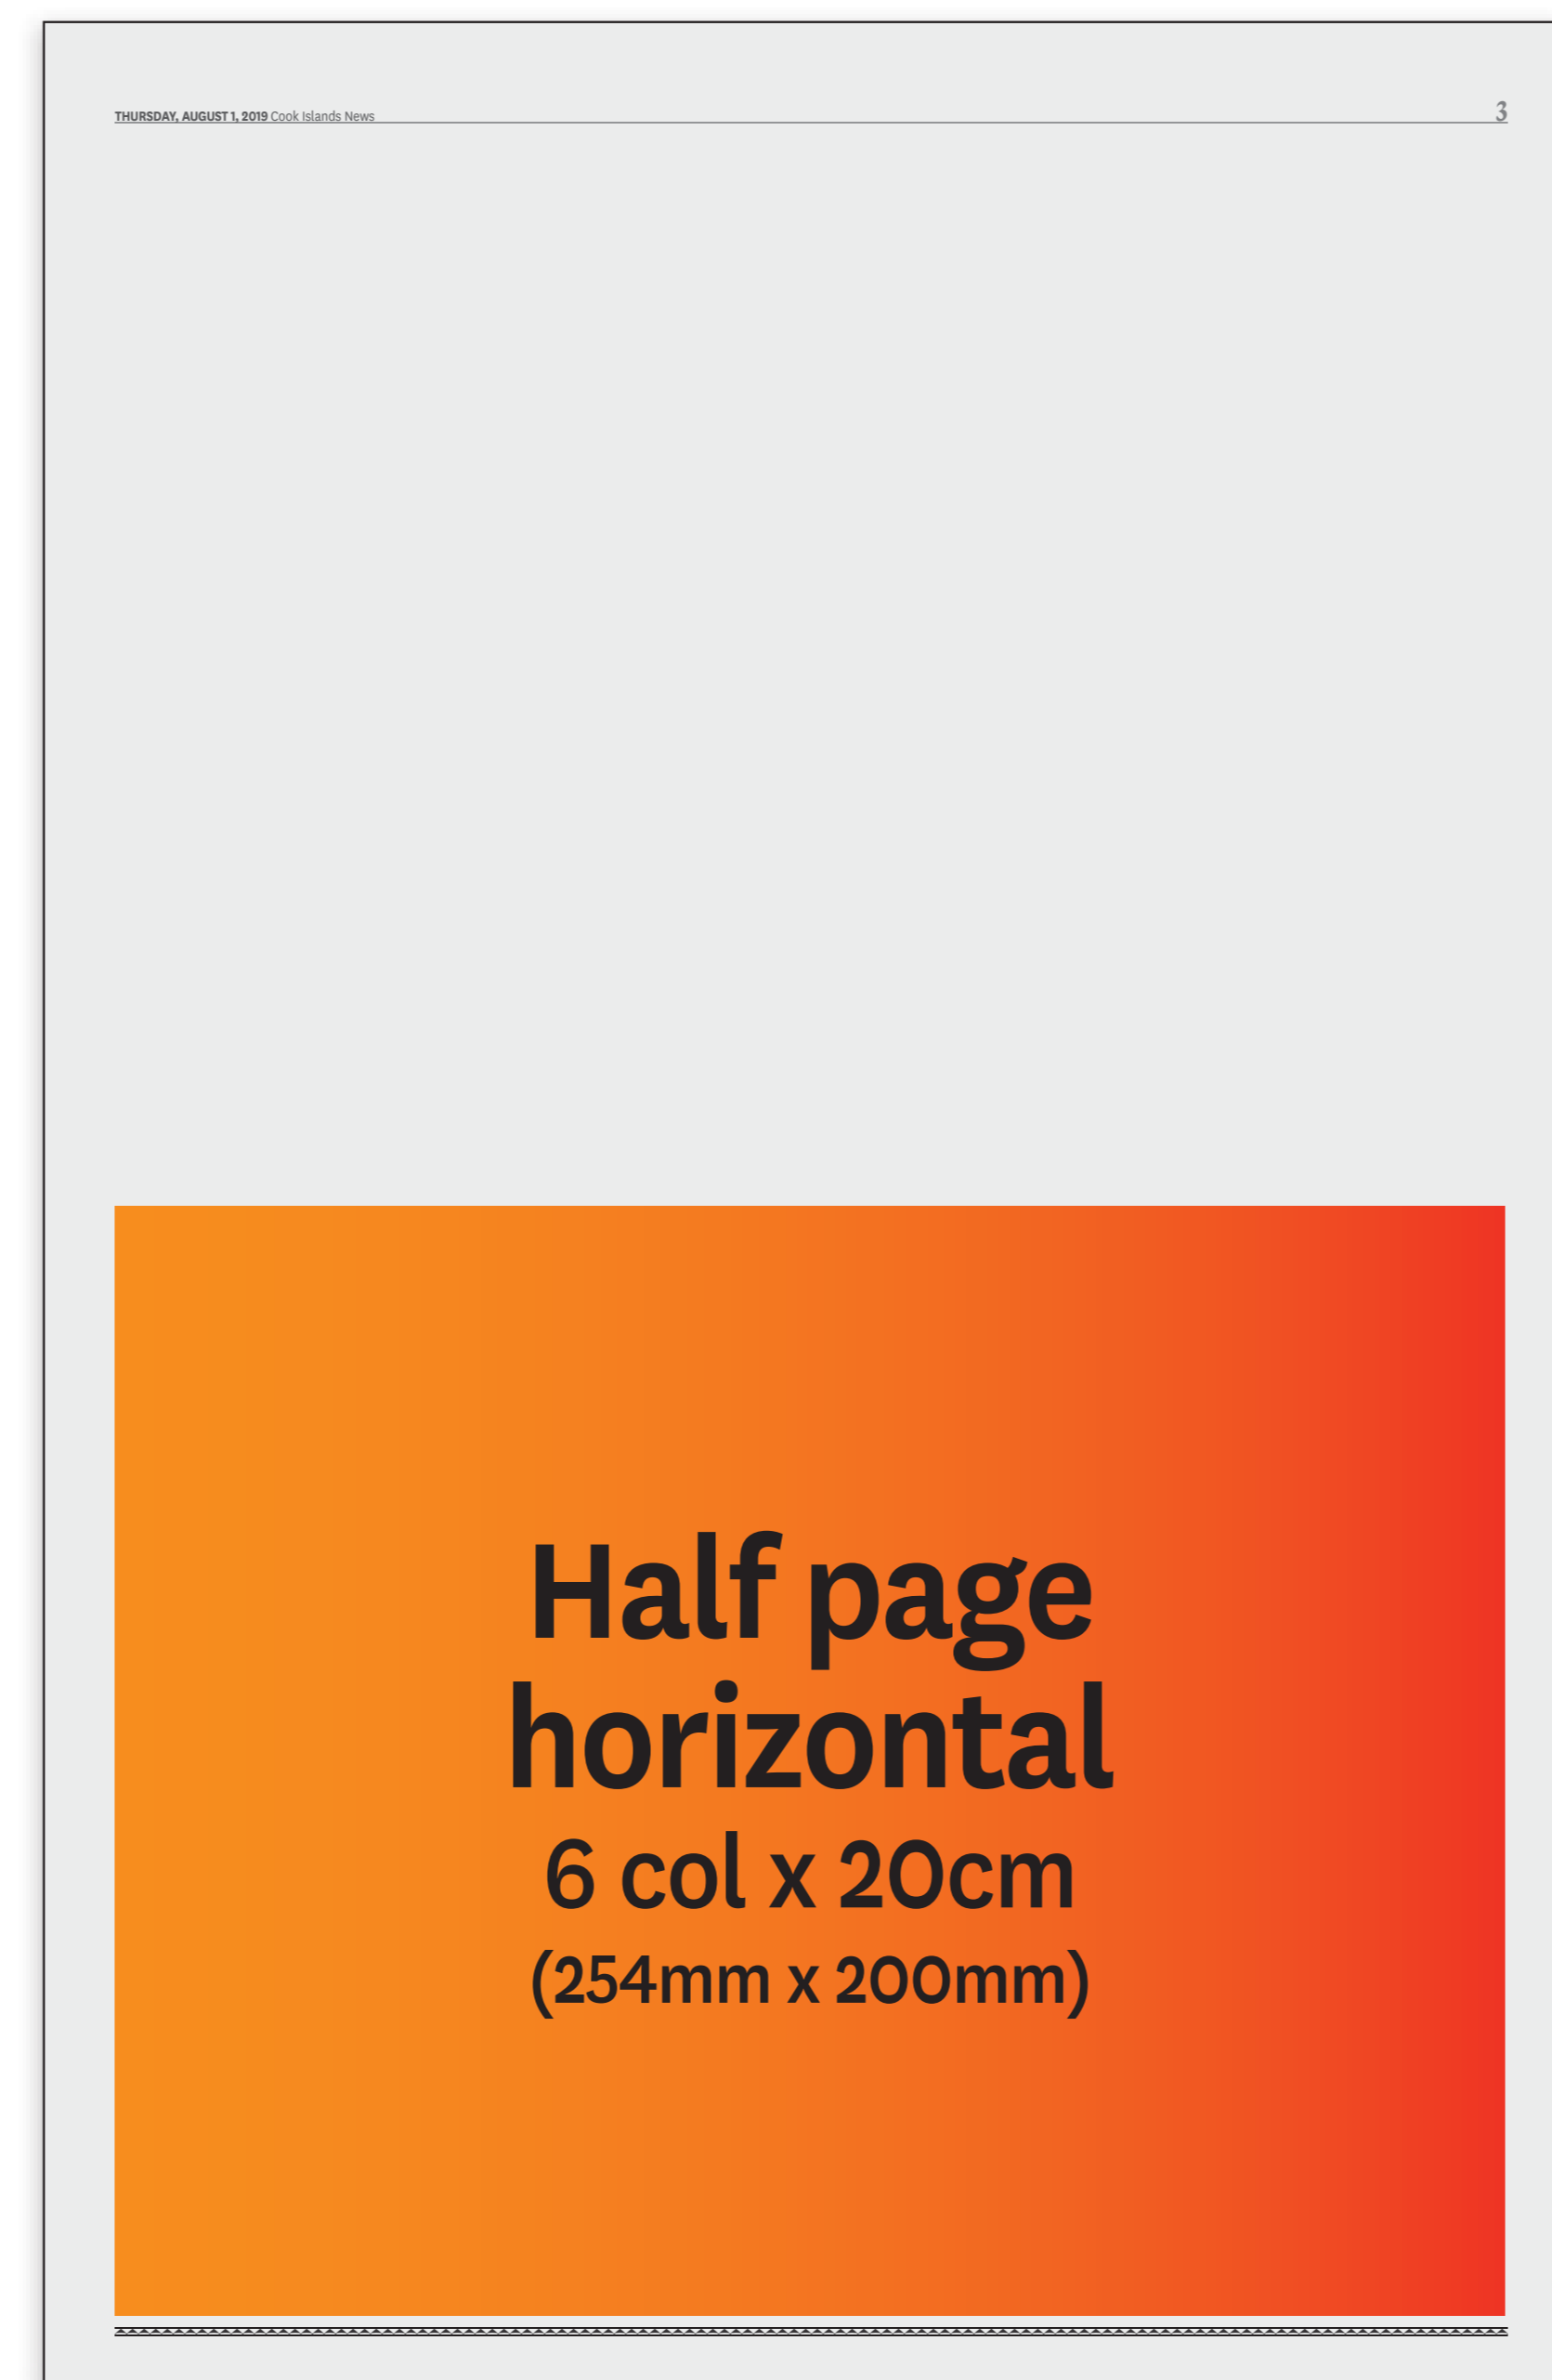 THURSDAY, AUGUST 1, 2019 Cook Islands News 3
Half page
horizontal
6 col x 20cm
(254mm x 200mm)